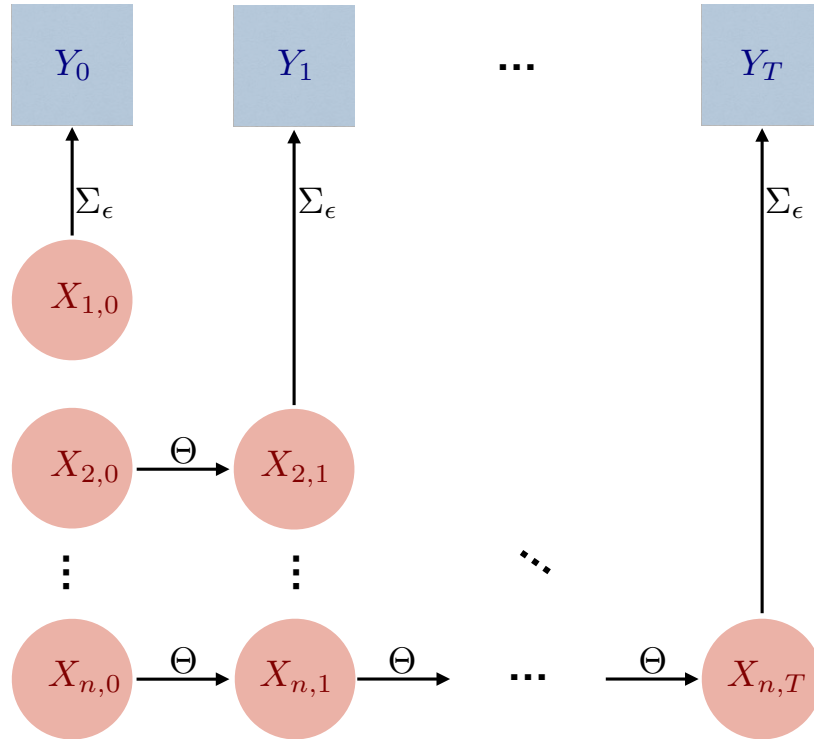 Y_0 Y_1 ... Y_T
Σ_ϵ Σ_ϵ Σ_ϵ
X_{1,0}
X_{2,0} Θ X_{2,1}
⋮ ⋮ ⋱
X_{n,0} Θ X_{n,1} Θ ... Θ X_{n,T}